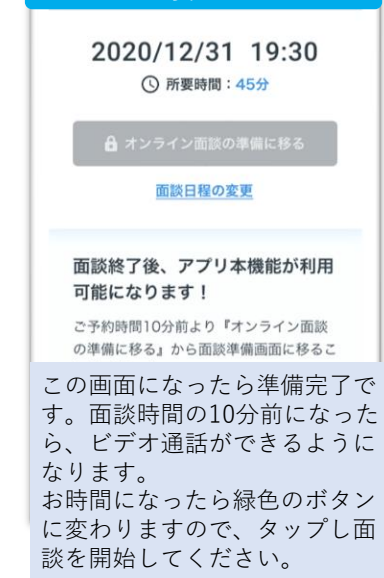 2020/12/31 19:30
所要時間：45分
オンライン面談の準備に移る
面談日程の変更
面談終了後、アプリ本機能が利用
可能になります！
ご予約時間10分前より『オンライン面談
の準備に移る』から面談準備画面に移るこ
この画面になったら準備完了で
す。面談時間の10分前になった
ら、ビデオ通話ができるように
なります。
お時間になったら緑色のボタン
に変わりますので、タップし面
談を開始してください。